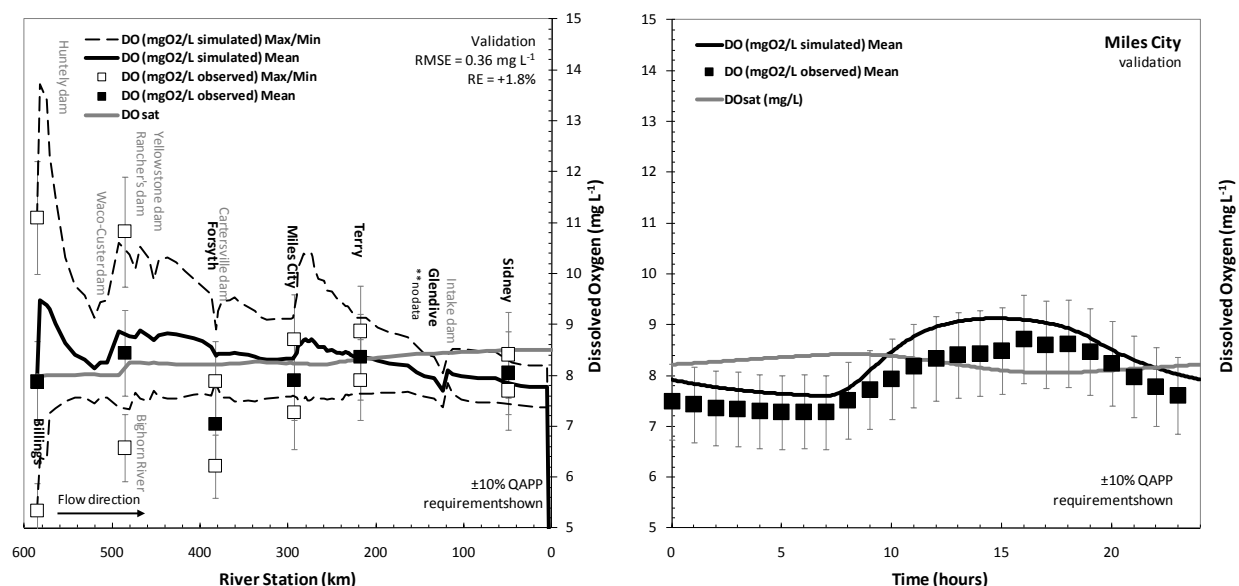 DO (mgO2/L simulated) Max/Min
DO (mgO2/L simulated) Mean
DO (mgO2/L observed) Max/Min
DO (mgO2/L observed) Mean
DOsat
Validation
RMSE = 0.36 mg L-1
RE = +1.8%
Huntely dam
Waco-Custer dam
Rancher's dam
Yellowstone dam
Bighorn River
Forsyth
Cartersville dam
Miles City
Terry
Glendive
**no data
Intake dam
Sidney
Billings
Flow direction
±10% QAPP
requirementshown
15
14
13
12
11
10
9
8
7
6
5
Dissolved Oxygen (mg L-1)
600
500
400
300
200
100
0
River Station (km)
DO (mgO2/L simulated) Mean
DO (mgO2/L observed) Mean
DOsat (mg/L)
Miles City
validation
±10% QAPP
requirementshown
15
14
13
12
11
10
9
8
7
6
5
Dissolved Oxygen (mg L-1)
0
5
10
15
20
Time (hours)